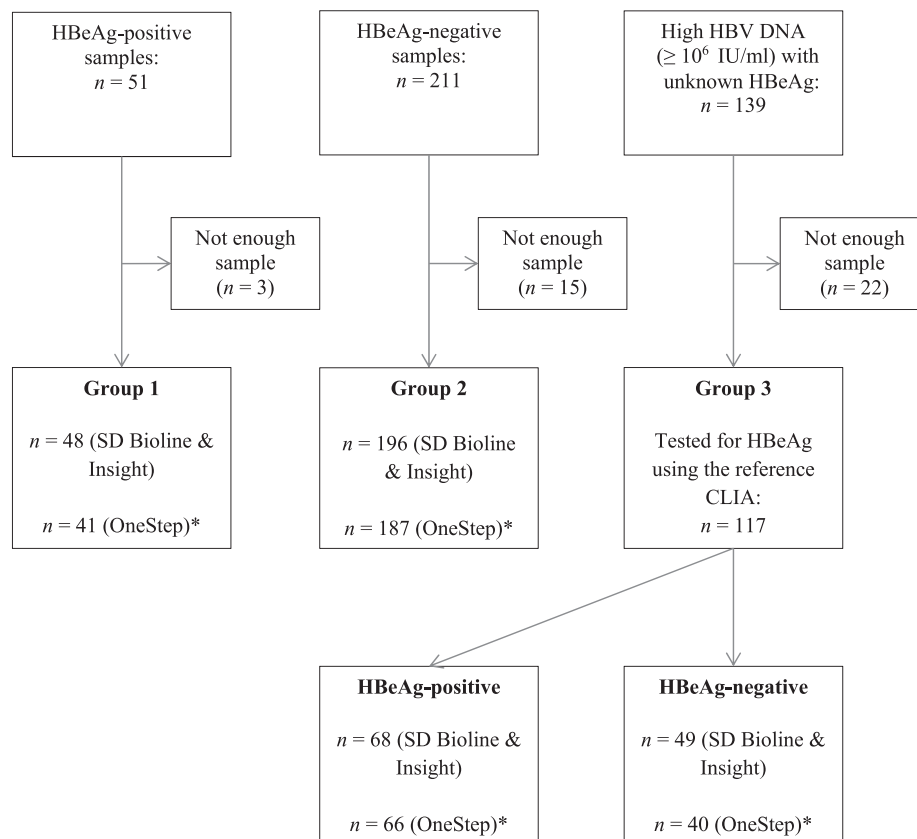 HBeAg-positive
samples:
n = 51
HBeAg-negative
samples:
n = 211
High HBV DNA
(≥ 10⁶ IU/ml) with
unknown HBeAg:
n = 139
Not enough
sample
(n = 3)
Not enough
sample
(n = 15)
Not enough
sample
(n = 22)
Group 1
n = 48 (SD Bioline &
Insight)
n = 41 (OneStep)*
Group 2
n = 196 (SD Bioline
& Insight)
n = 187 (OneStep)*
Group 3
Tested for HBeAg
using the reference
CLIA:
n = 117
HBeAg-positive
n = 68 (SD Bioline &
Insight)
n = 66 (OneStep)*
HBeAg-negative
n = 49 (SD Bioline &
Insight)
n = 40 (OneStep)*